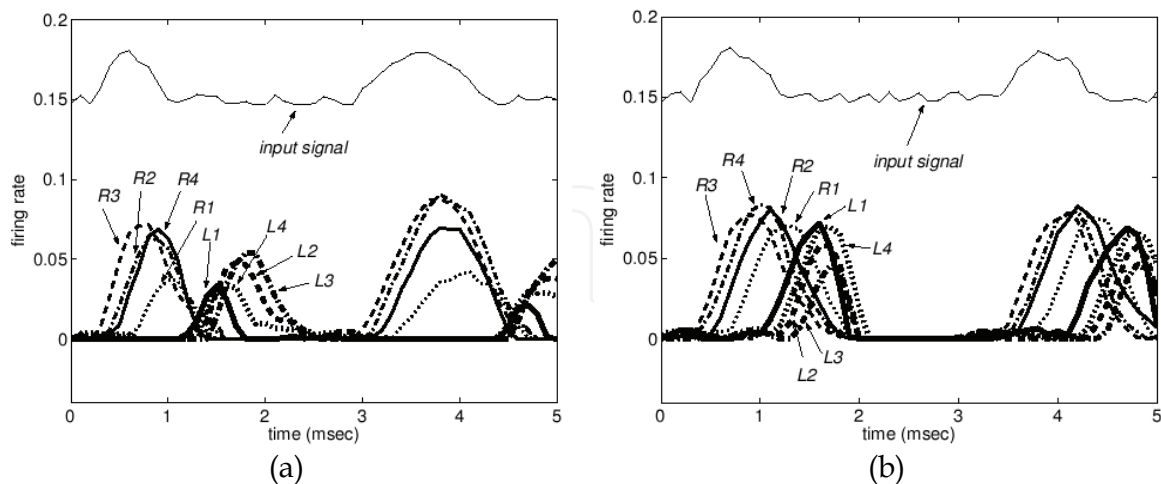 0.2
0.15
0.1
0.05
0
firing rate
0 1 2 3 4 5
time (msec)
input signal
R3
R2
R4
R1
L1
L4
L2
L3
(a)
0.2
0.15
0.1
0.05
0
firing rate
0 1 2 3 4 5
time (msec)
input signal
R3
R4
R2
R1
L1
L4
L3
L2
(b)